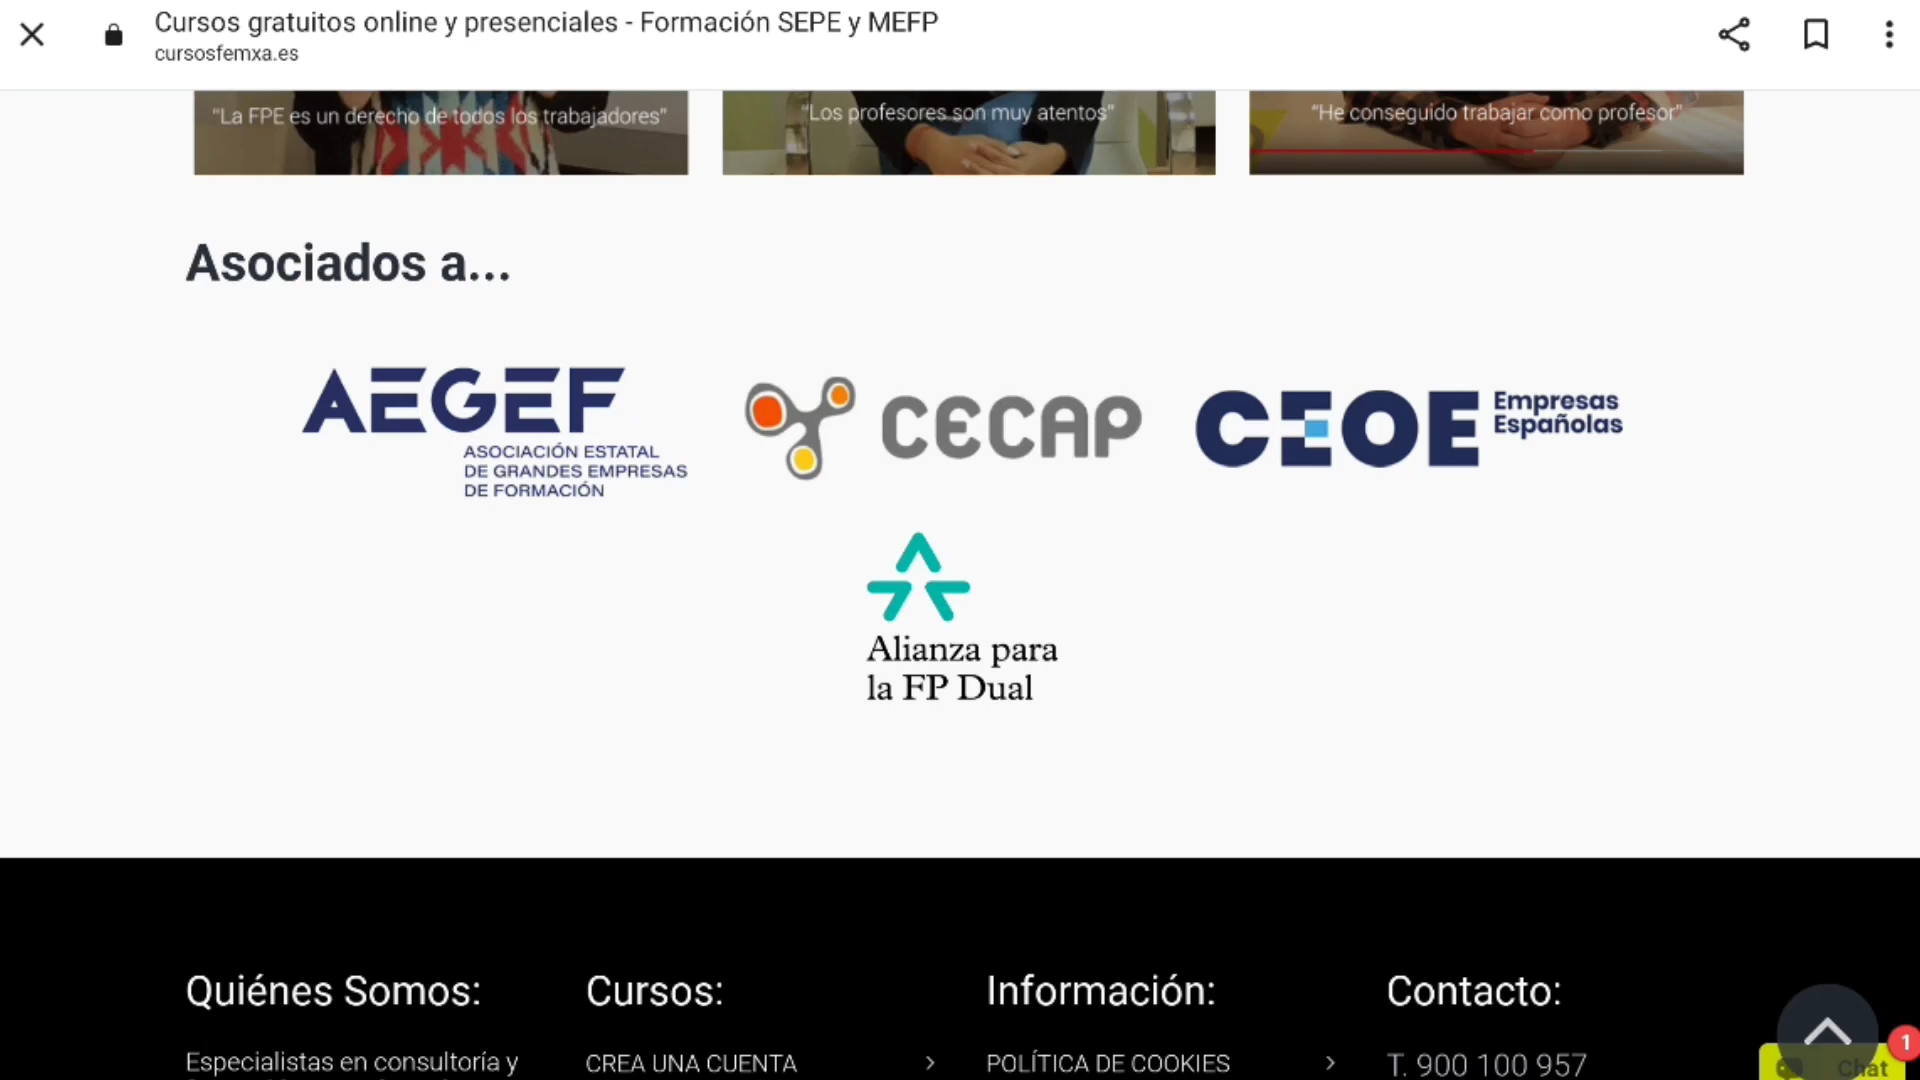 Cursos gratuitos online y presenciales - Formación SEPE y MEFP
cursosfemxa.es
“La FPE es un derecho de todos los trabajadores”
“Los profesores son muy atentos”
“He conseguido trabajar como profesor”
Asociados a...
AEGEF
ASOCIACIÓN ESTATAL
DE GRANDES EMPRESAS
DE FORMACIÓN
CECAP
CEOE
Empresas
Españolas
Alianza para
la FP Dual
Quiénes Somos:
Cursos:
Información:
Contacto:
Especialistas en consultoría y
CREA UNA CUENTA
POLÍTICA DE COOKIES
T. 900 100 957
1
Chat